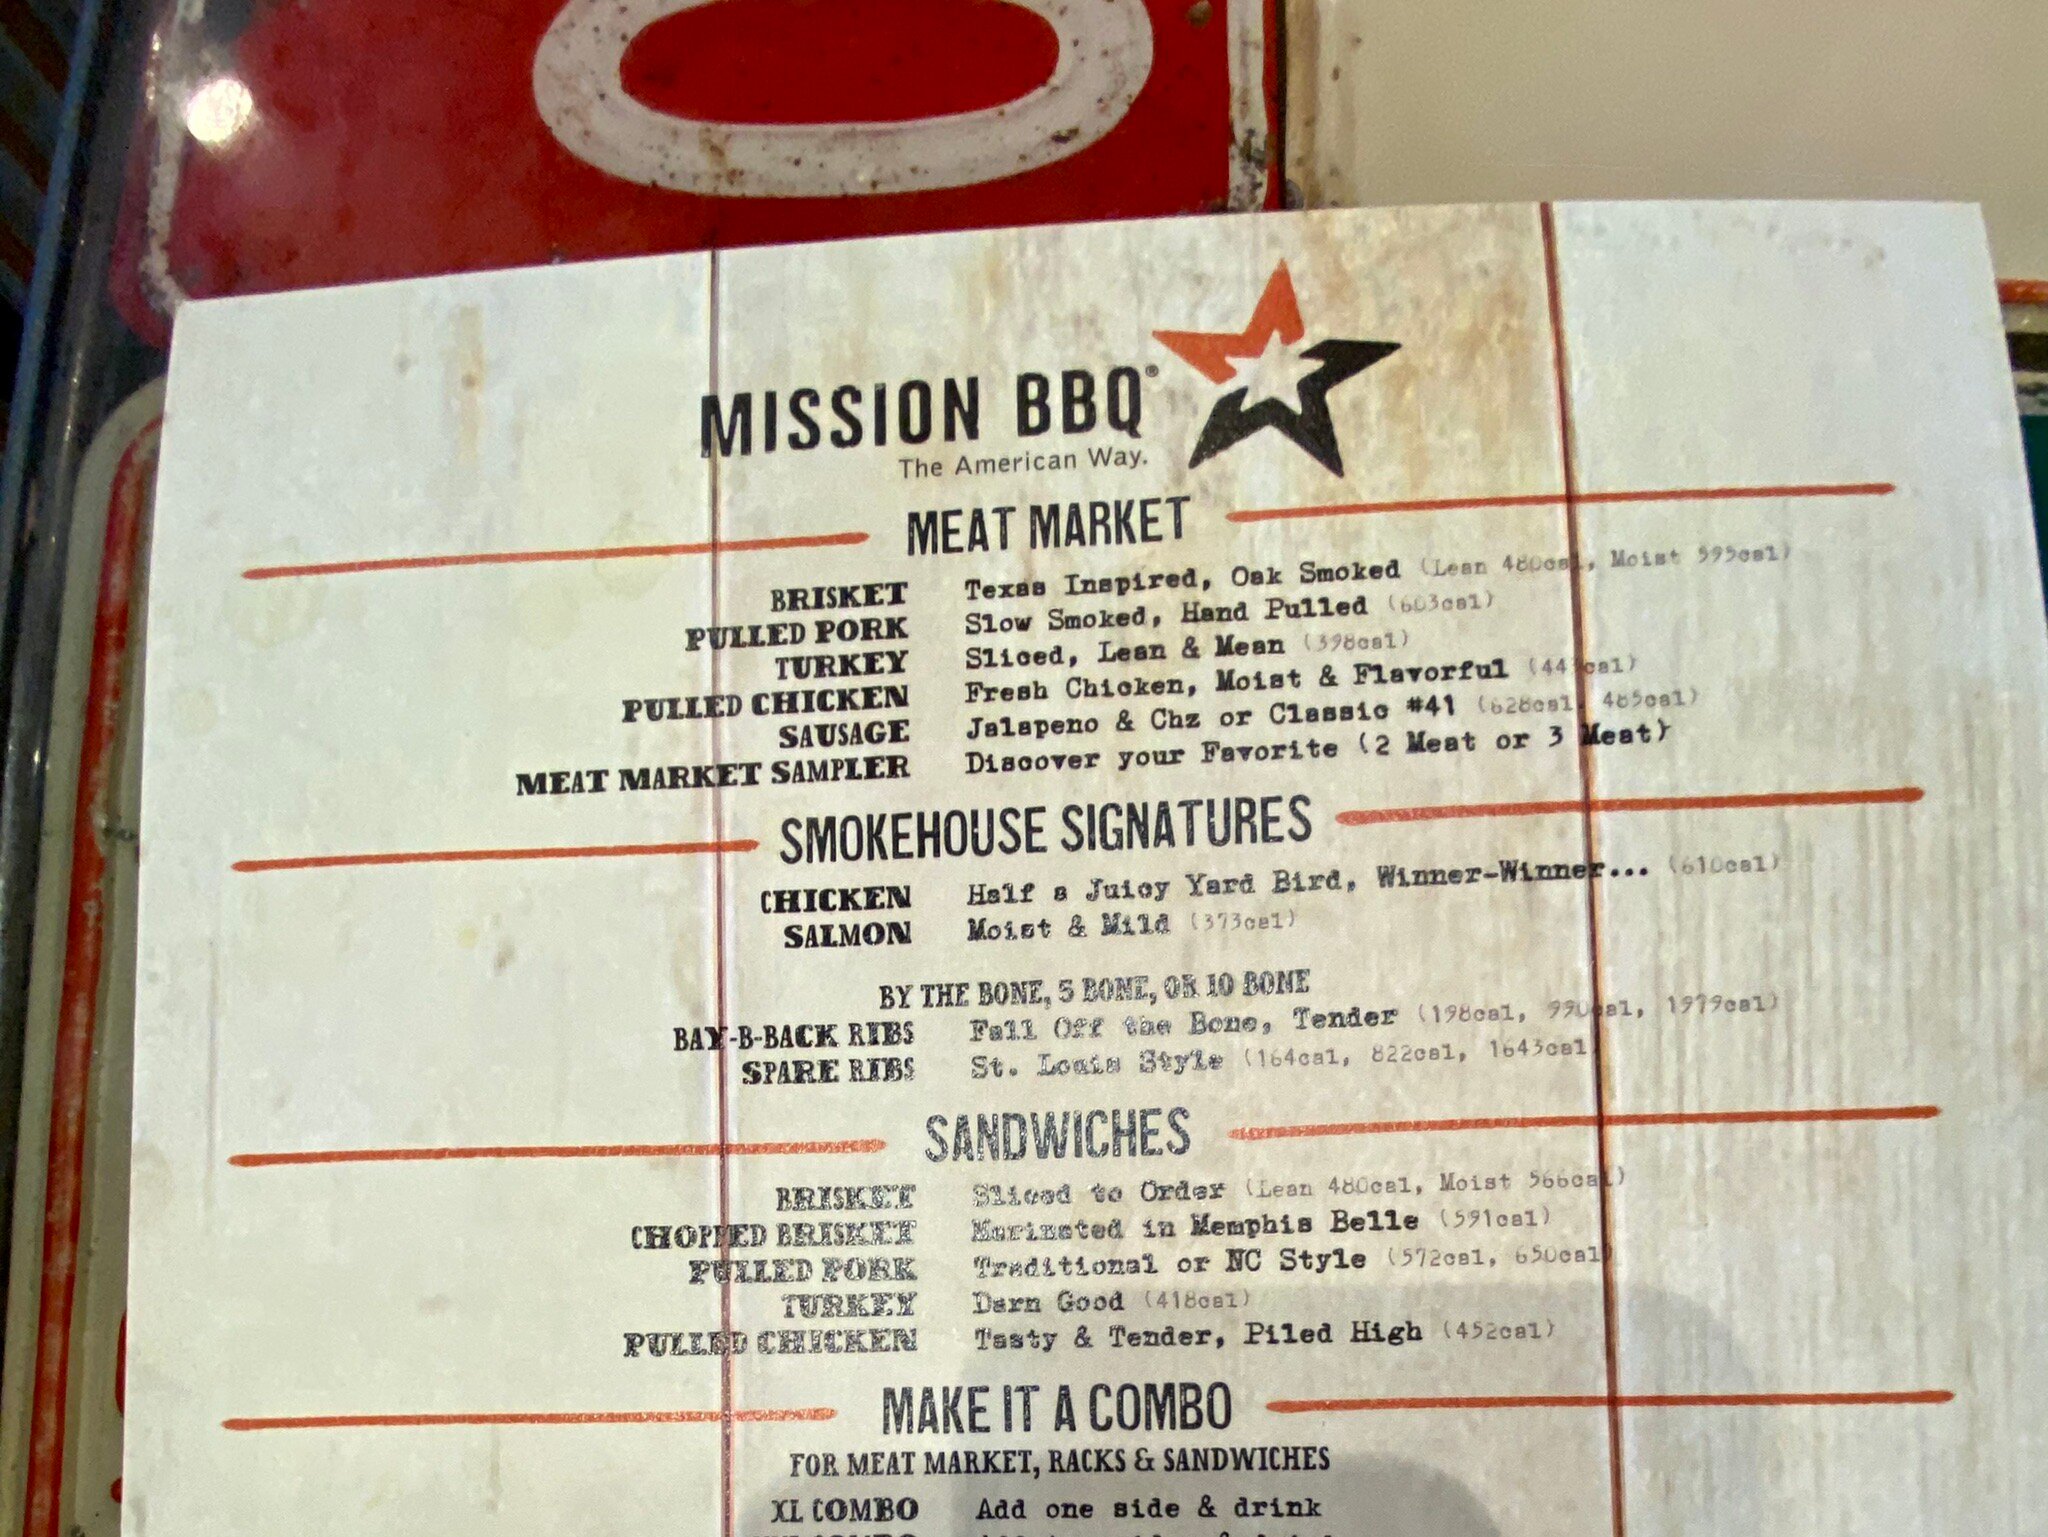 MISSION BBQ®
The American Way.
MEAT MARKET
BRISKET Texas Inspired, Oak Smoked (Lean 480cal, Moist 595cal)
PULLED PORK Slow Smoked, Hand Pulled (603cal)
TURKEY Sliced, Lean & Mean (398cal)
PULLED CHICKEN Fresh Chicken, Moist & Flavorful
SAUSAGE Jalapeno & Chz or Classic #41 (628cal, 485cal)
MEAT MARKET SAMPLER Discover your Favorite (2 Meat or 3 Meat)
SMOKEHOUSE SIGNATURES
CHICKEN Half a Juicy Yard Bird, Winner-Winner... (610cal)
SALMON Moist & Mild (373cal)
BY THE BONE, 5 BONE, OR 10 BONE
BAY-B-BACK RIBS Fall Off the Bone, Tender (198cal, 990cal, 1979cal)
SPARE RIBS St. Louis Style (164cal, 822cal, 1643cal)
SANDWICHES
BRISKET Sliced to Order (Lean 480cal, Moist 566cal)
CHOPPED BRISKET Marinated in Memphis Belle (591cal)
PULLED PORK Traditional or NC Style (572cal, 650cal)
TURKEY Darn Good (418cal)
PULLED CHICKEN Tasty & Tender, Piled High (452cal)
MAKE IT A COMBO
FOR MEAT MARKET, RACKS & SANDWICHES
XL COMBO Add one side & drink